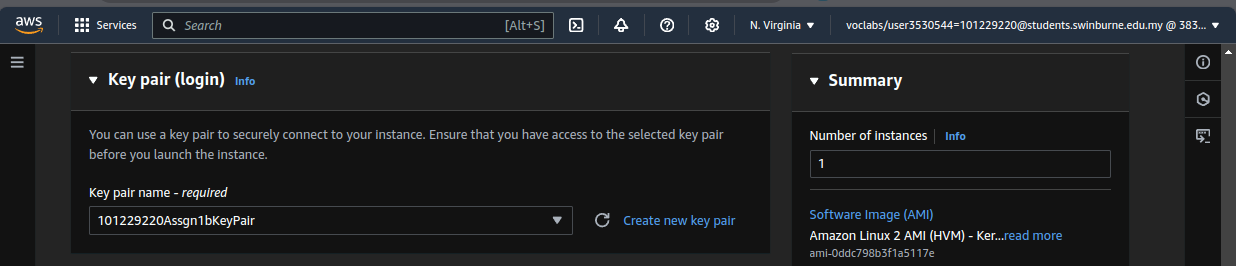 aws
Services
Search
[Alt+S]
N. Virginia
voclabs/user3530544=101229220@students.swinburne.edu.my @ 383...
Key pair (login) Info
You can use a key pair to securely connect to your instance. Ensure that you have access to the selected key pair
before you launch the instance.
Key pair name - required
101229220Assgn1bKeyPair
Create new key pair
Summary
Number of instances Info
1
Software Image (AMI)
Amazon Linux 2 AMI (HVM) - Ker...read more
ami-0ddc798b3f1a5117e